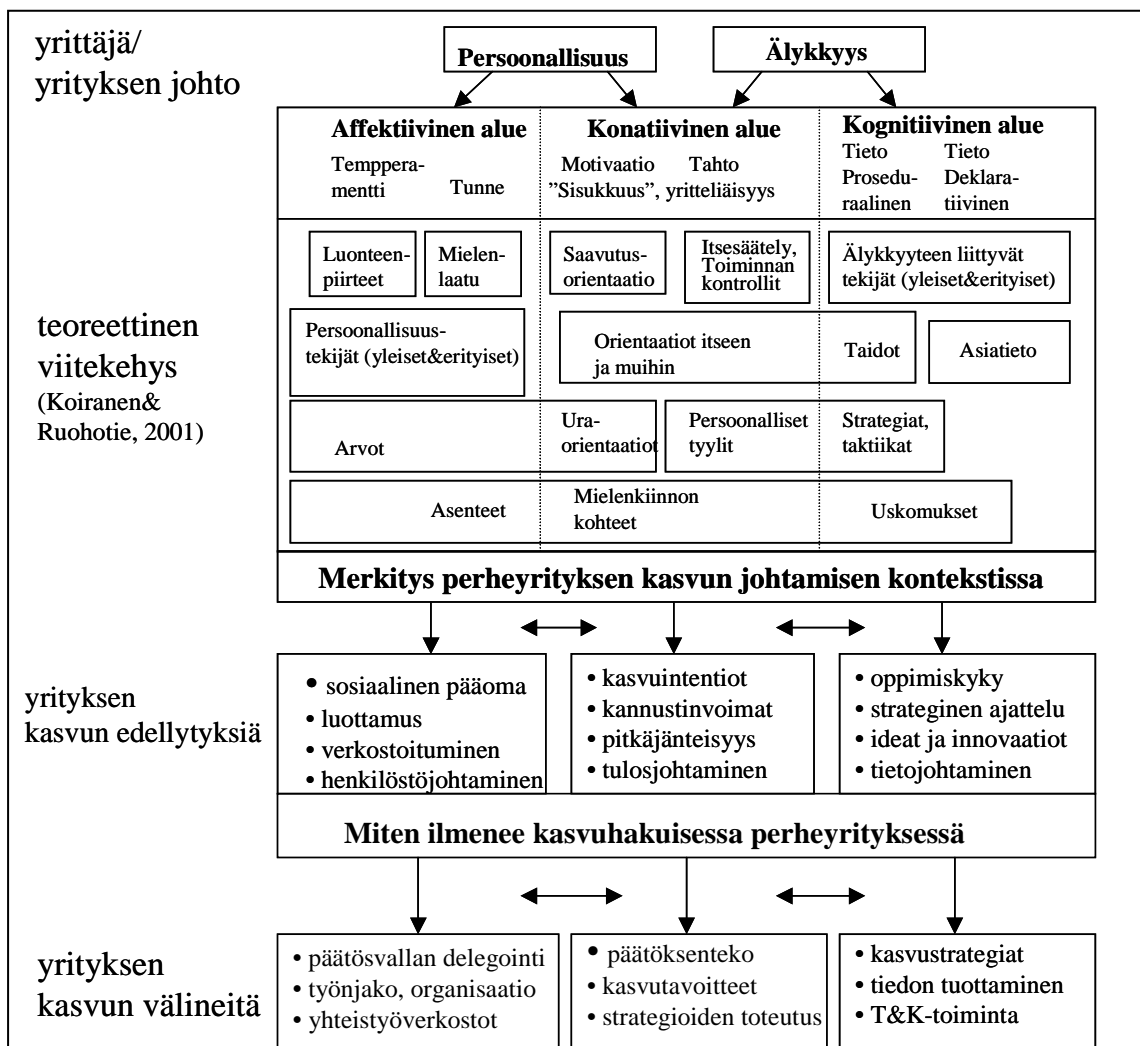 yrittäjä/
yrityksen johto
Persoonallisuus
Älykkyys
Affektiivinen alue
Konatiivinen alue
Kognitiivinen alue
Temppera-
mentti
Tunne
Motivaatio
Tahto
”Sisukkuus”, yritteliäisyys
Tieto
Prosedu-
raalinen
Tieto
Deklara-
tiivinen
teoreettinen
viitekehys
(Koiranen&
Ruohotie, 2001)
Luonteen-
piirteet
Mielen-
laatu
Saavutus-
orientaatio
Itsesäätely,
Toiminnan
kontrollit
Älykkyyteen liittyvät
tekijät (yleiset&erityiset)
Persoonallisuus-
tekijät (yleiset&erityiset)
Orientaatiot itseen
ja muihin
Taidot
Asiatieto
Arvot
Ura-
orientaatiot
Persoonalliset
tyylit
Strategiat,
taktiikat
Asenteet
Mielenkiinnon
kohteet
Uskomukset
Merkitys perheyrityksen kasvun johtamisen kontekstissa
yrityksen
kasvun edellytyksiä
• sosiaalinen pääoma
• luottamus
• verkostoituminen
• henkilöstöjohtaminen
• kasvuintentiot
• kannustinvoimat
• pitkäjänteisyys
• tulosjohtaminen
• oppimiskyky
• strateginen ajattelu
• ideat ja innovaatiot
• tietojohtaminen
Miten ilmenee kasvuhakuisessa perheyrityksessä
yrityksen
kasvun välineitä
• päätösvallan delegointi
• työnjako, organisaatio
• yhteistyöverkostot
• päätöksenteko
• kasvutavoitteet
• strategioiden toteutus
• kasvustrategiat
• tiedon tuottaminen
• T&K-toiminta